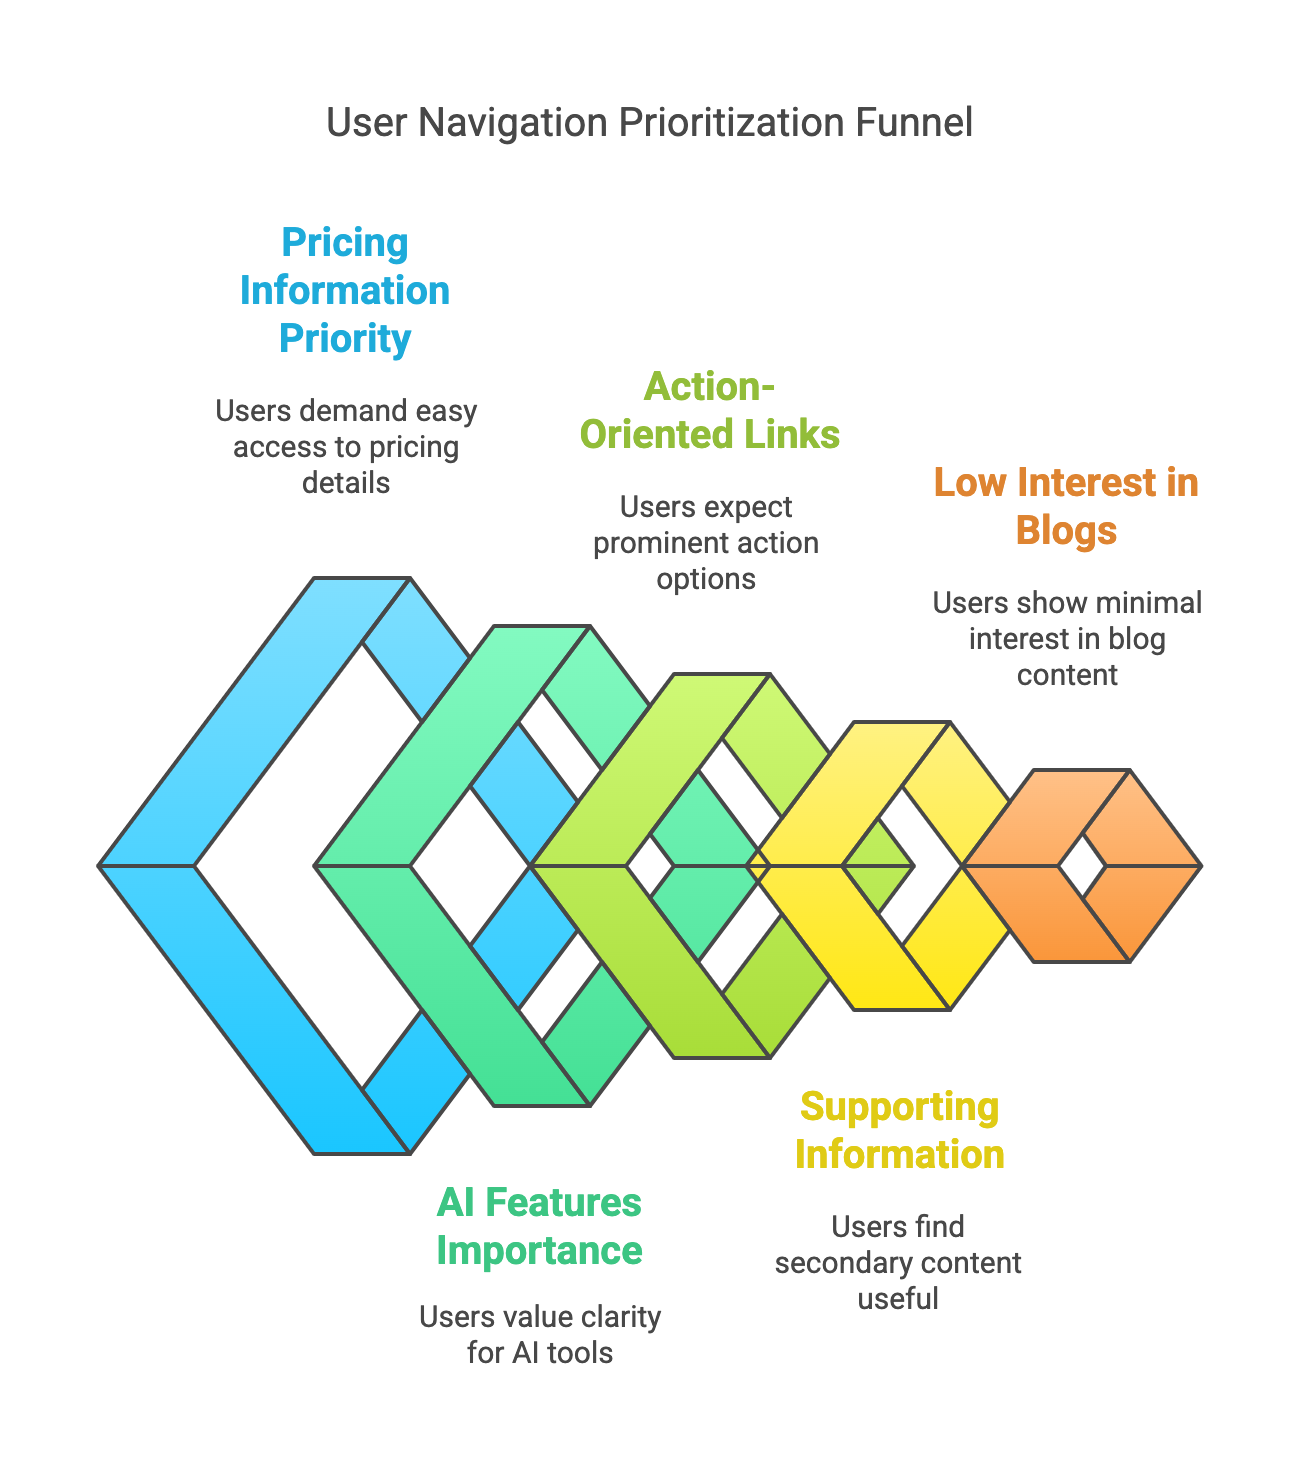 User Navigation Prioritization Funnel
Pricing
Information
Priority
Users demand easy
access to pricing
details
Action-
Oriented Links
Users expect
prominent action
options
Low Interest in
Blogs
Users show minimal
interest in blog
content
AI Features
Importance
Users value clarity
for AI tools
Supporting
Information
Users find
secondary content
useful